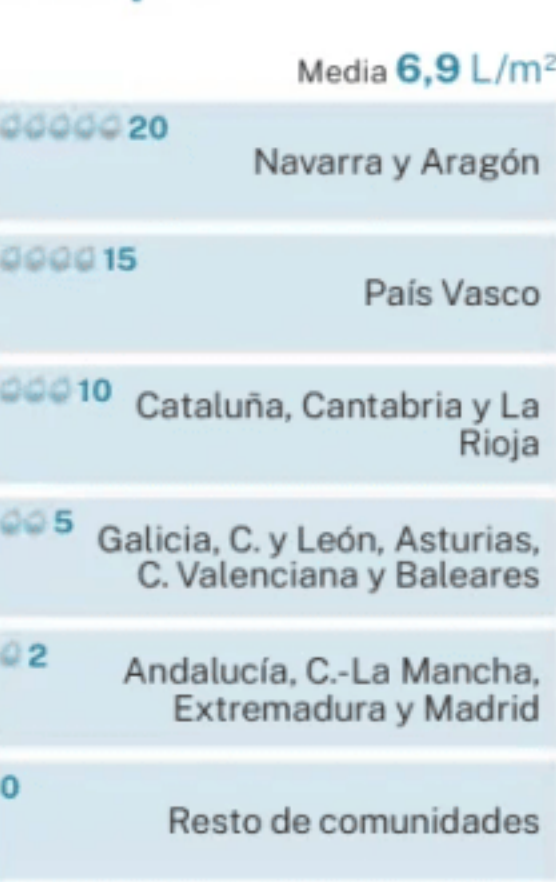 Media 6,9 L/m²
20
Navarra y Aragón
15
País Vasco
10
Cataluña, Cantabria y La
Rioja
5
Galicia, C. y León, Asturias,
C. Valenciana y Baleares
2
Andalucía, C.-La Mancha,
Extremadura y Madrid
0
Resto de comunidades